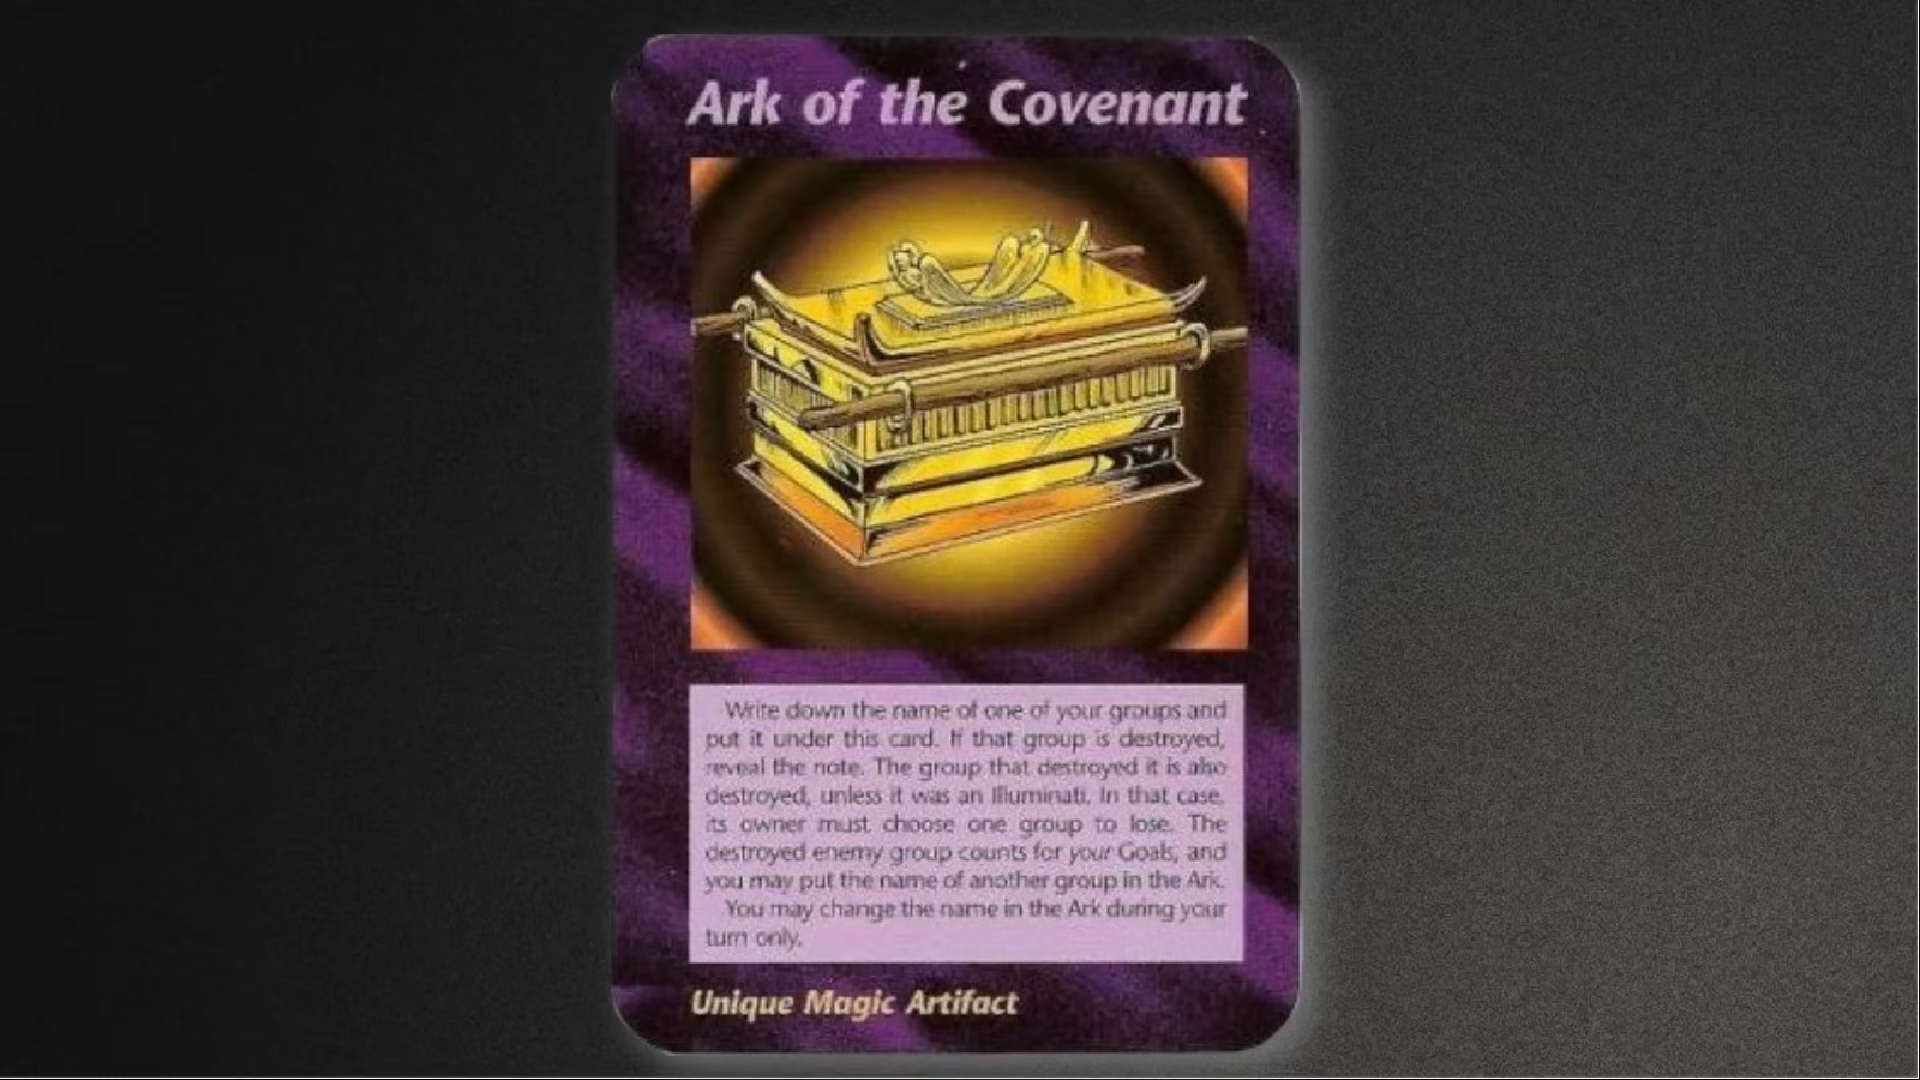 Ark of the Covenant
Write down the name of one of your groups and
put it under this card. If that group is destroyed,
reveal the note. The group that destroyed it is also
destroyed, unless it was an Illuminati. In that case,
its owner must choose one group to lose. The
destroyed enemy group counts for your Goals, and
you may put the name of another group in the Ark.
You may change the name in the Ark during your
turn only.
Unique Magic Artifact